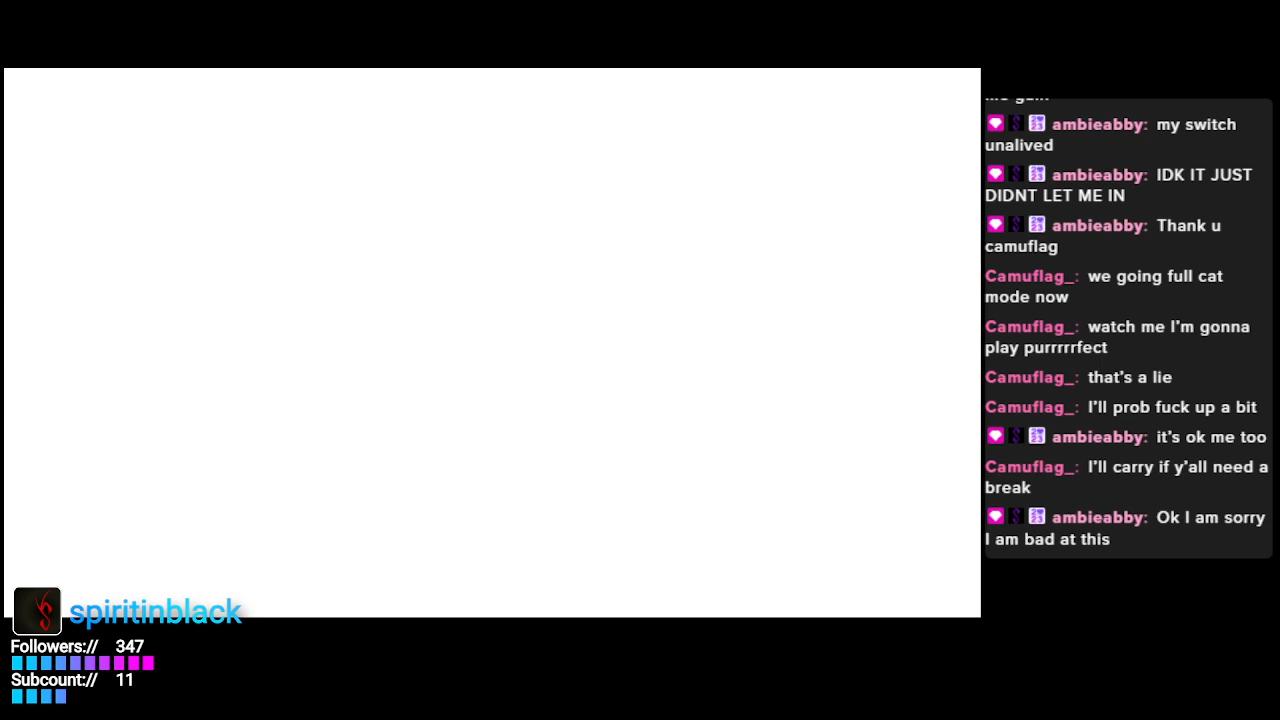 ambieabby: my switch
unalived
ambieabby: IDK IT JUST
DIDNT LET ME IN
ambieabby: Thank u
camuflag
Camuflag_: we going full cat
mode now
Camuflag_: watch me I'm gonna
play purrrrrfect
Camuflag_: that's a lie
Camuflag_: I'll prob fuck up a bit
ambieabby: it's ok me too
Camuflag_: I'll carry if y'all need a
break
ambieabby: Ok I am sorry
I am bad at this
spiritinblack
Followers:// 347
Subcount:// 11